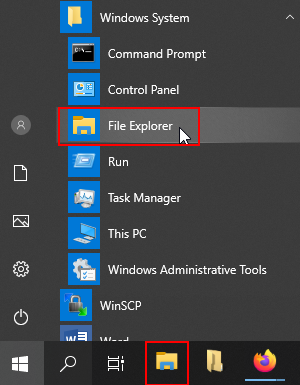 Windows System
Command Prompt
Control Panel
File Explorer
Run
Task Manager
This PC
Windows Administrative Tools
WinSCP
Word